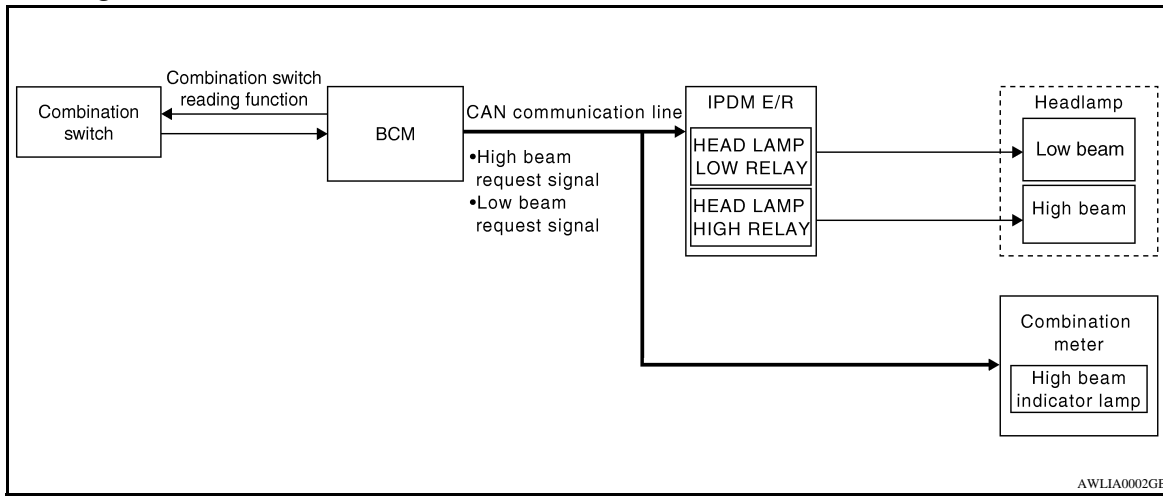 Combination switch
reading function
Combination
switch
BCM
CAN communication line
•High beam
request signal
•Low beam
request signal
IPDM E/R
HEAD LAMP
LOW RELAY
HEAD LAMP
HIGH RELAY
Headlamp
Low beam
High beam
Combination
meter
High beam
indicator lamp